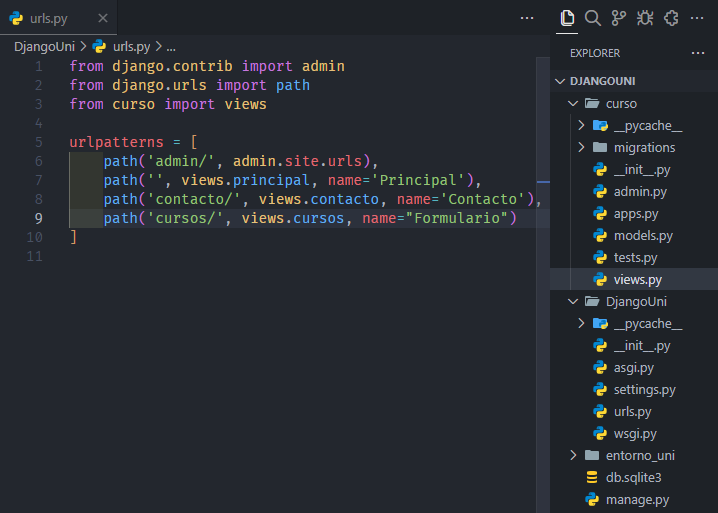 urls.py
DjangoUni > urls.py > ...
1 from django.contrib import admin
2 from django.urls import path
3 from curso import views
4
5 urlpatterns = [
6 path('admin/', admin.site.urls),
7 path('', views.principal, name='Principal'),
8 path('contacto/', views.contacto, name='Contacto'),
9 path('cursos/', views.cursos, name="Formulario")
10 ]
11
EXPLORER
DJANGOUNI
curso
__pycache__
migrations
__init__.py
admin.py
apps.py
models.py
tests.py
views.py
DjangoUni
__pycache__
__init__.py
asgi.py
settings.py
urls.py
wsgi.py
entorno_uni
db.sqlite3
manage.py